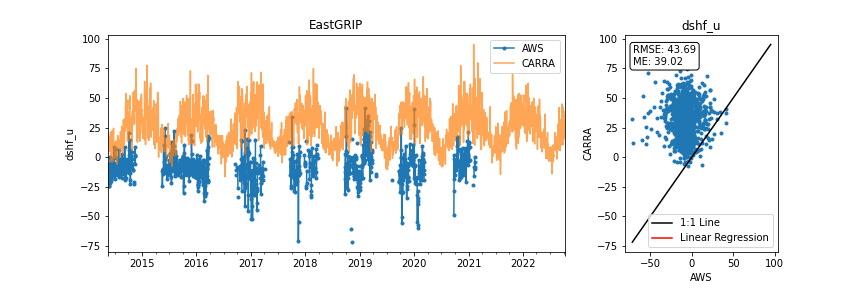 EastGRIP
dshf_u
100
75
50
25
0
−25
−50
−75
2015
2016
2017
2018
2019
2020
2021
2022
AWS
CARRA
dshf_u
CARRA
100
75
50
25
0
−25
−50
−75
−50
0
50
100
AWS
RMSE: 43.69
ME: 39.02
1:1 Line
Linear Regression